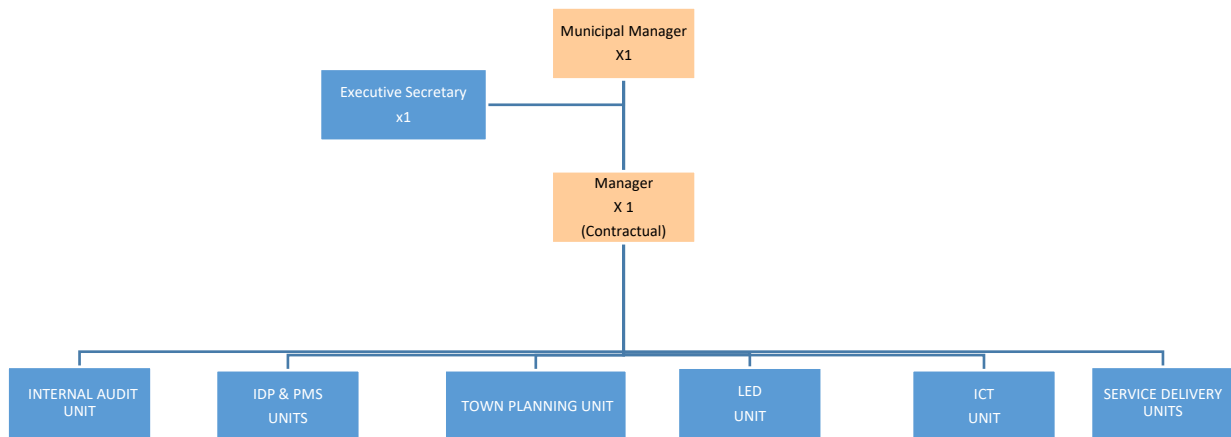 Municipal Manager
X1
Executive Secretary
x1
Manager
X 1
(Contractual)
INTERNAL AUDIT
UNIT
IDP & PMS
UNITS
TOWN PLANNING UNIT
LED
UNIT
ICT
UNIT
SERVICE DELIVERY
UNITS